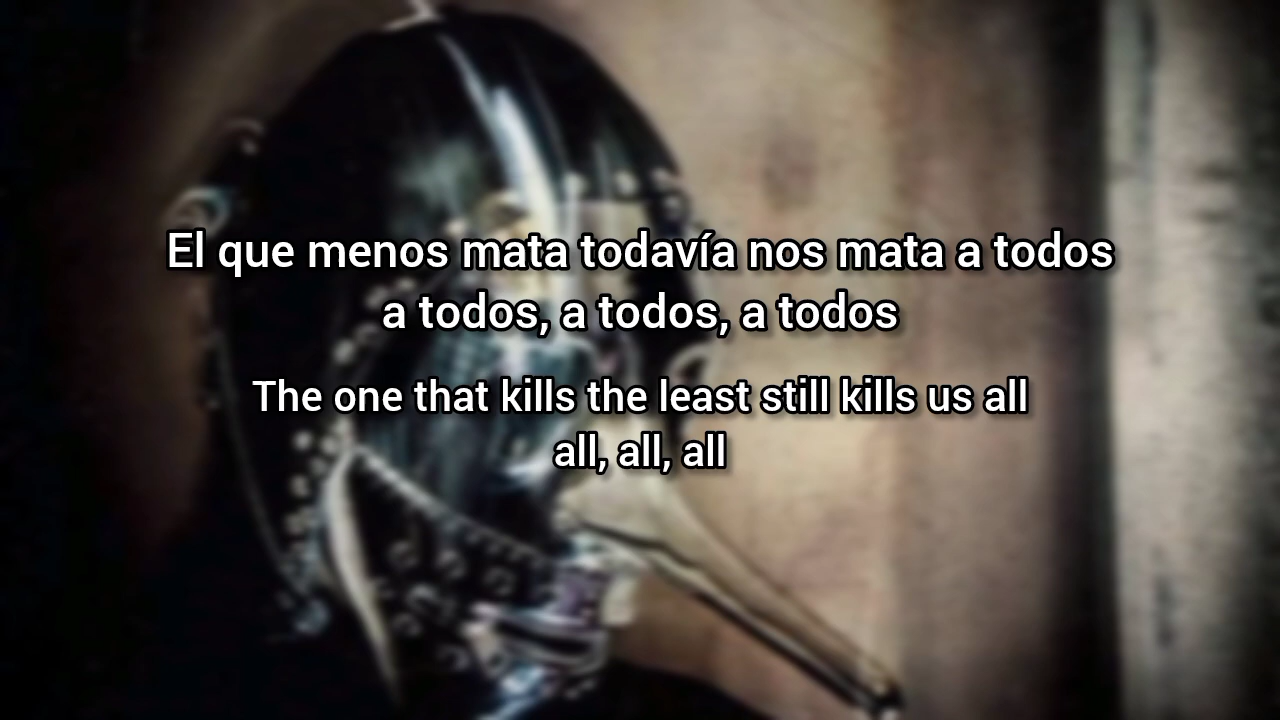 El que menos mata todavía nos mata a todos
a todos, a todos, a todos
The one that kills the least still kills us all
all, all, all